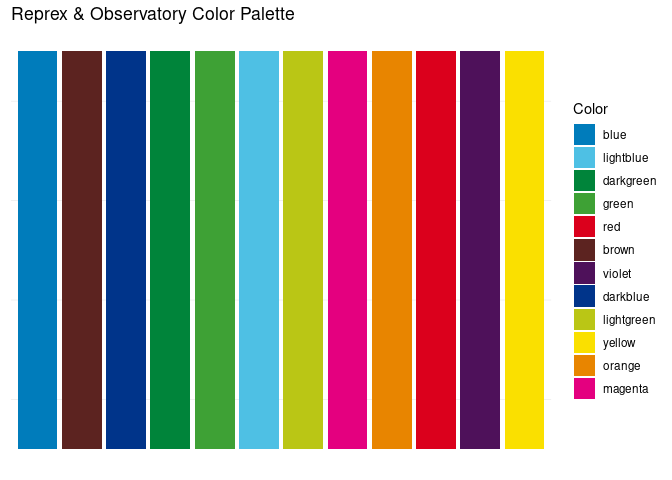 Reprex & Observatory Color Palette
Color
blue
lightblue
darkgreen
green
red
brown
violet
darkblue
lightgreen
yellow
orange
magenta